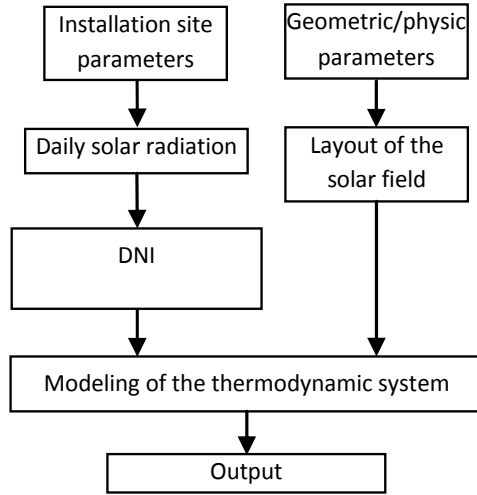 Installation site
parameters
Geometric/physic
parameters
Daily solar radiation
Layout of the
solar field
DNI
Modeling of the thermodynamic system
Output